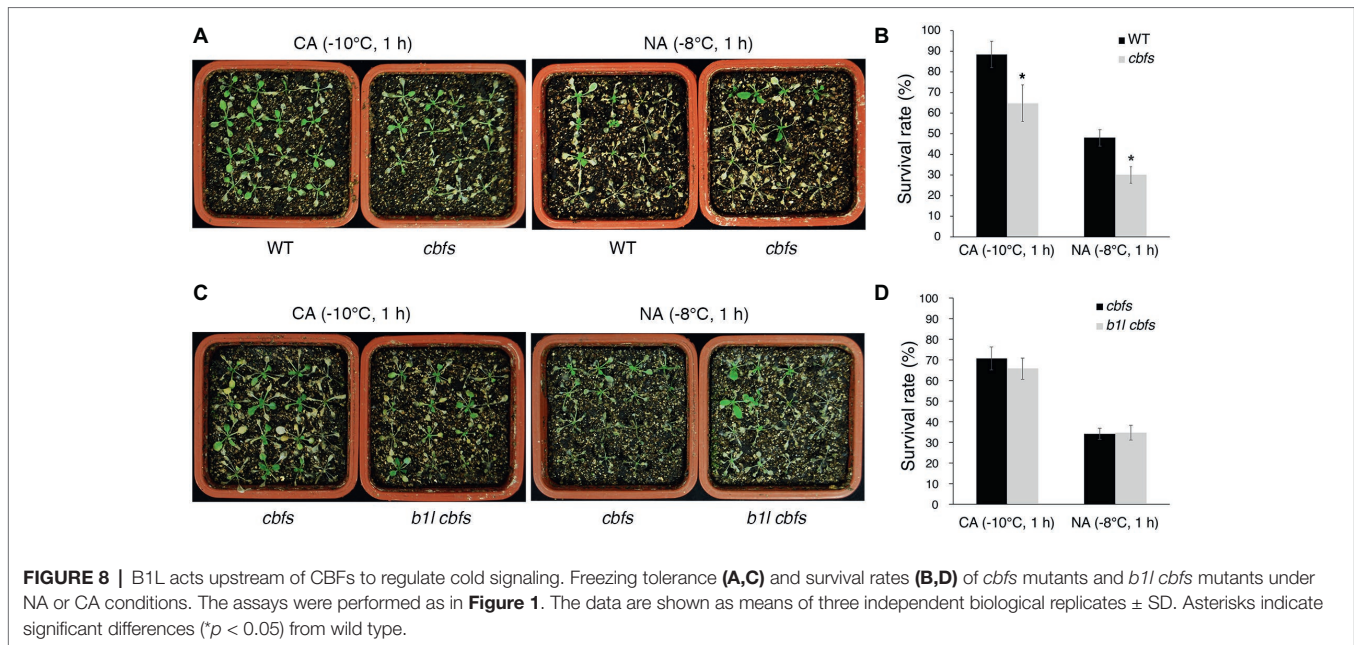 A
CA (-10°C, 1 h)
NA (-8°C, 1 h)
WT
cbfs
WT
cbfs
B
WT
cbfs
Survival rate (%)
100
90
80
70
60
50
40
30
20
10
0
*
*
CA (-10°C, 1 h)
NA (-8°C, 1 h)
C
CA (-10°C, 1 h)
NA (-8°C, 1 h)
cbfs
b1l cbfs
cbfs
b1l cbfs
D
cbfs
b1l cbfs
Survival rate (%)
100
90
80
70
60
50
40
30
20
10
0
CA (-10°C, 1 h)
NA (-8°C, 1 h)
FIGURE 8 | B1L acts upstream of CBFs to regulate cold signaling. Freezing tolerance (A,C) and survival rates (B,D) of cbfs mutants and b1l cbfs mutants under
NA or CA conditions. The assays were performed as in Figure 1. The data are shown as means of three independent biological replicates ± SD. Asterisks indicate
significant differences (*p < 0.05) from wild type.